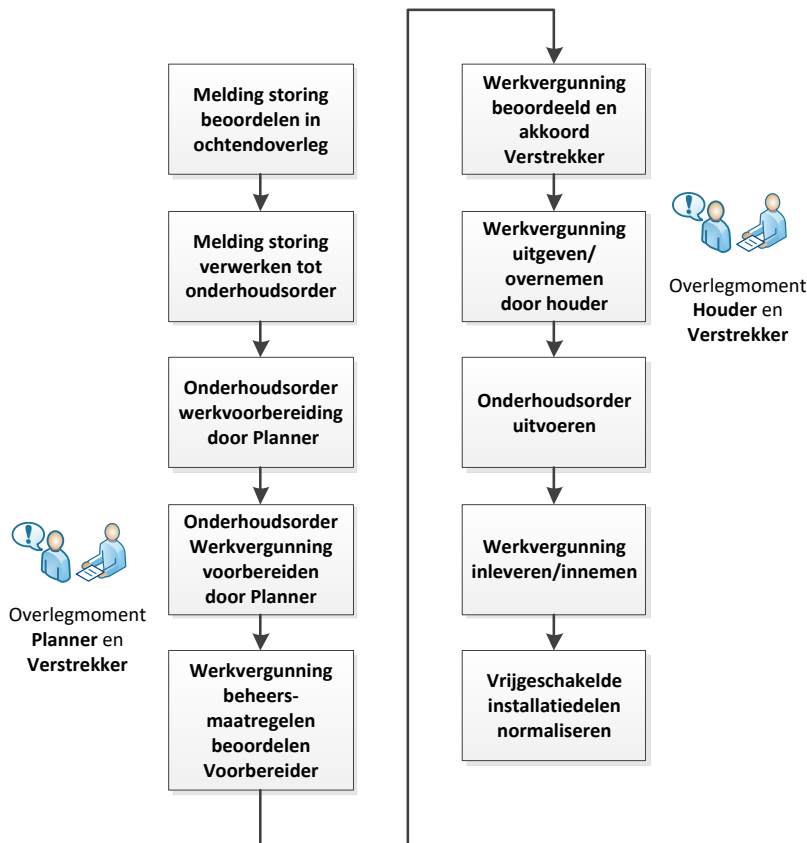 Melding storing
beoordelen in
ochtendoverleg
Melding storing
verwerken tot
onderhoudsorder
Onderhoudsorder
werkvoorbereiding
door Planner
Onderhoudsorder
Werkvergunning
voorbereiden
door Planner
!
Overlegmoment
Planner en
Verstrekker
Werkvergunning
beheers-
maatregelen
beoordelen
Voorbereider
Werkvergunning
beoordeeld en
akkoord
Verstrekker
Werkvergunning
uitgeven/
overnemen
door houder
!
Overlegmoment
Houder en
Verstrekker
Onderhoudsorder
uitvoeren
Werkvergunning
inleveren/innemen
Vrijgeschakelde
installatiedelen
normaliseren